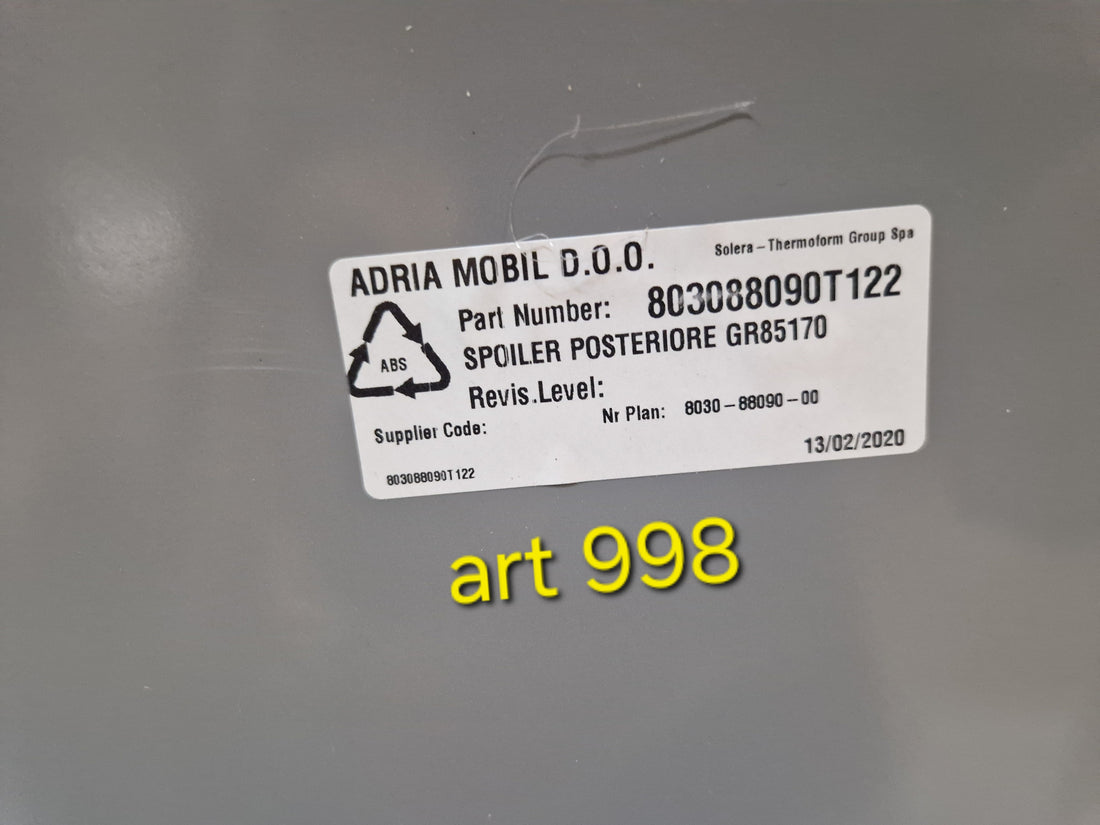 Solera – Thermoform Group Spa
ADRIA MOBIL D.O.O.
Part Number: 803088090T122
SPOILER POSTERIORE GR85170
ABS
Revis.Level:
Nr Plan: 8030-88090-00
Supplier Code:
13/02/2020
803088090T122
art 998